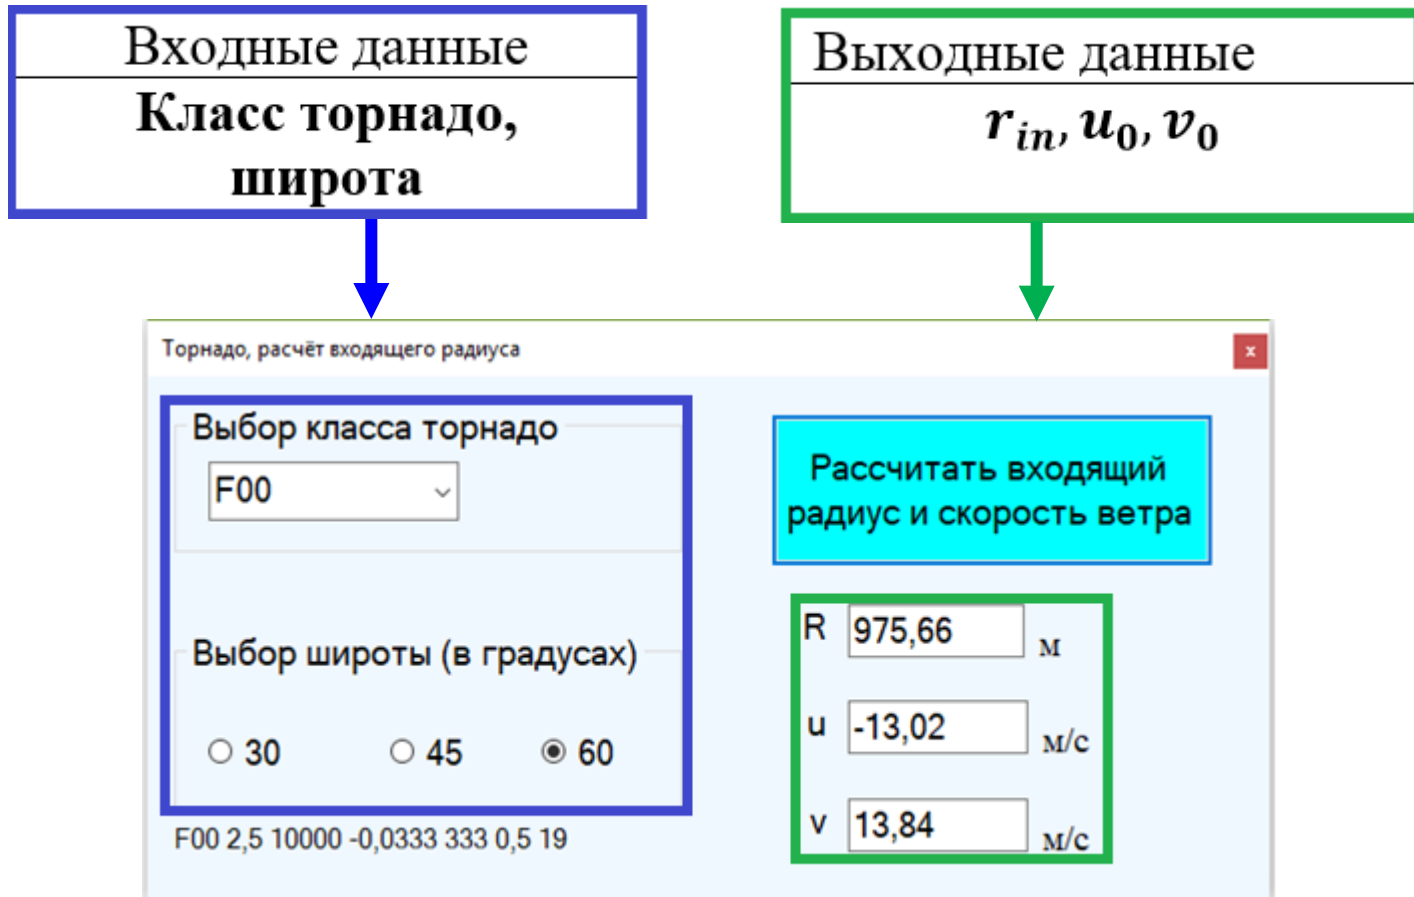 Входные данные
Класс торнадо,
широта
Выходные данные
r_in, u_0, v_0
Торнадо, расчёт входящего радиуса
x
Выбор класса торнадо
F00
Выбор широты (в градусах)
30 45 60
F00 2,5 10000 -0,0333 333 0,5 19
Рассчитать входящий
радиус и скорость ветра
R 975,66 м
u -13,02 м/с
v 13,84 м/с